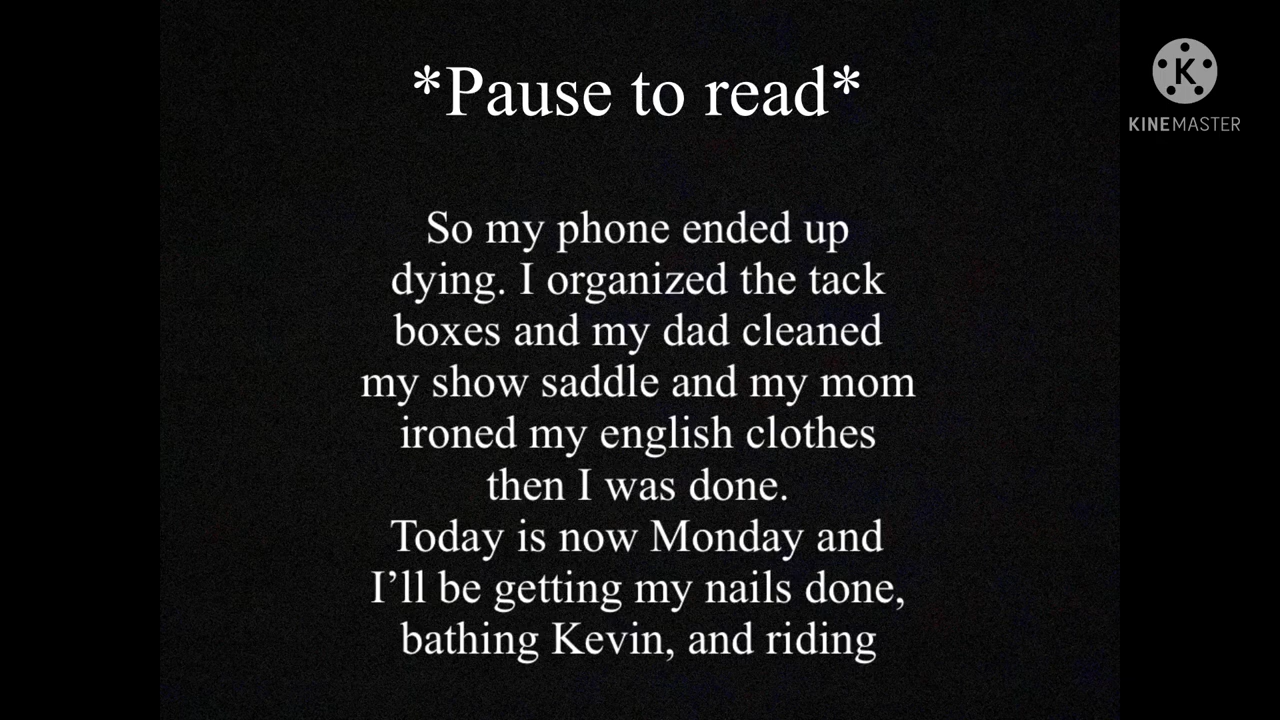 *Pause to read*
K
KINEMASTER
So my phone ended up
dying. I organized the tack
boxes and my dad cleaned
my show saddle and my mom
ironed my english clothes
then I was done.
Today is now Monday and
I’ll be getting my nails done,
bathing Kevin, and riding